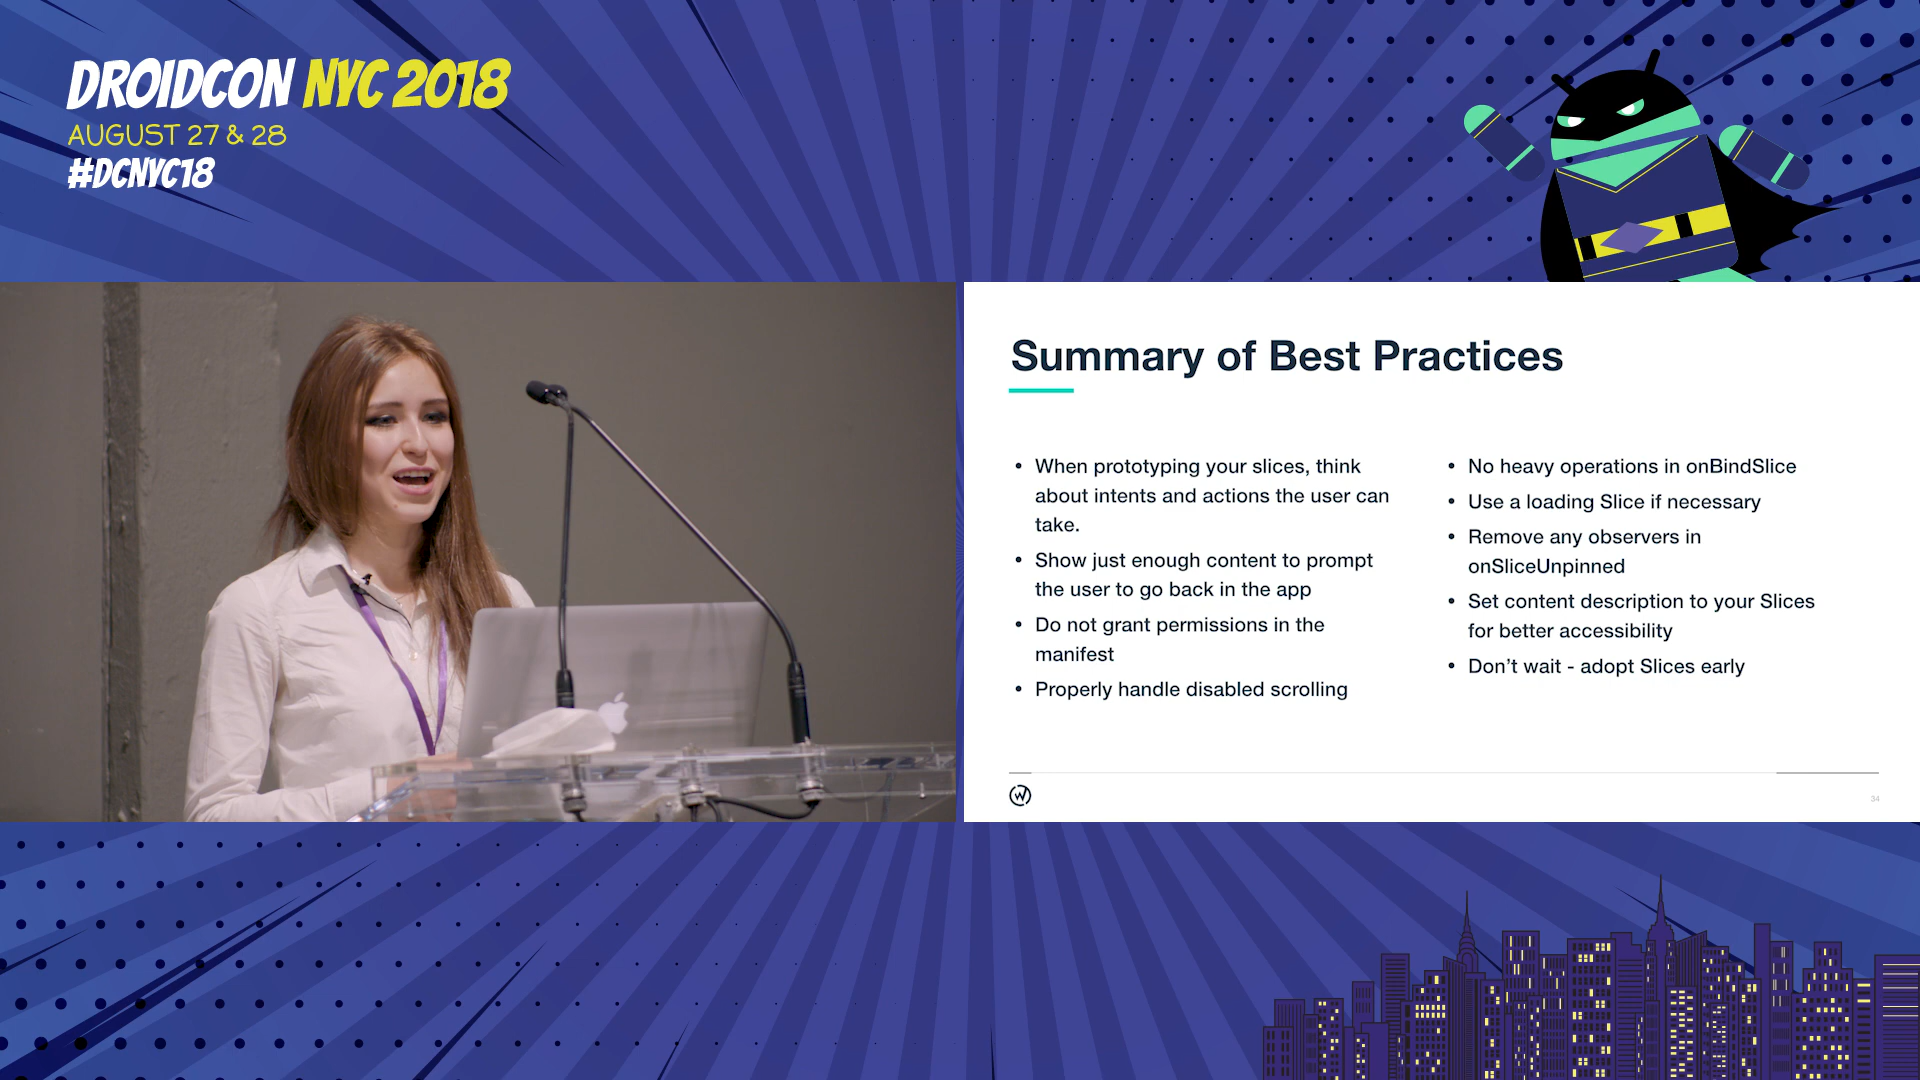 DROIDCON NYC 2018
AUGUST 27 & 28
#DCNYC18
Summary of Best Practices
• When prototyping your slices, think
about intents and actions the user can
take.
• Show just enough content to prompt
the user to go back in the app
• Do not grant permissions in the
manifest
• Properly handle disabled scrolling
• No heavy operations in onBindSlice
• Use a loading Slice if necessary
• Remove any observers in
onSliceUnpinned
• Set content description to your Slices
for better accessibility
• Don’t wait - adopt Slices early
34